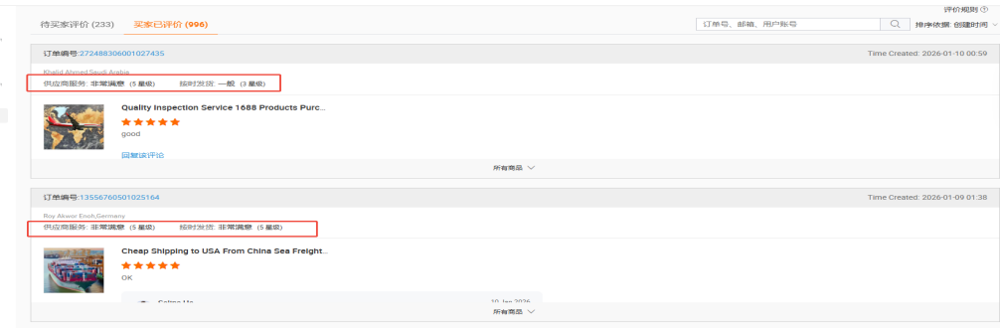 评价规则
待买家评价 (233) 买家已评价 (996) 订单号、邮箱、用户账号 排序依据 创建时间
订单编号:272488306001027435 Time Created: 2026-01-10 00:59
Khalid Ahmed,Saudi Arabia
供应商服务: 非常满意 (5 星级) 按时发货: 一般 (3 星级)
Quality Inspection Service 1688 Products Purc...
good
回复该评论
所有商品
订单编号:13556760501025164 Time Created: 2026-01-09 01:38
Roy Akwor Enoh,Germany
供应商服务: 非常满意 (5 星级) 按时发货: 非常满意 (5 星级)
Cheap Shipping to USA From China Sea Freight...
OK
10 Jan 2026
所有商品